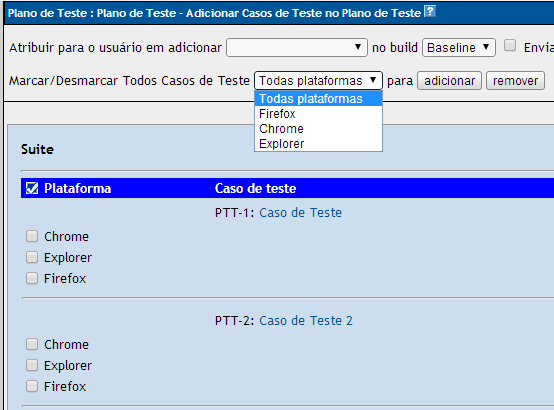 Plano de Teste : Plano de Teste - Adicionar Casos de Teste no Plano de Teste ?
Atribuir para o usuário em adicionar no build Baseline Envia
Marcar/Desmarcar Todos Casos de Teste Todas plataformas para adicionar remover
Todas plataformas
Firefox
Chrome
Explorer
Suite
Plataforma Caso de teste
PTT-1: Caso de Teste
Chrome
Explorer
Firefox
PTT-2: Caso de Teste 2
Chrome
Explorer
Firefox